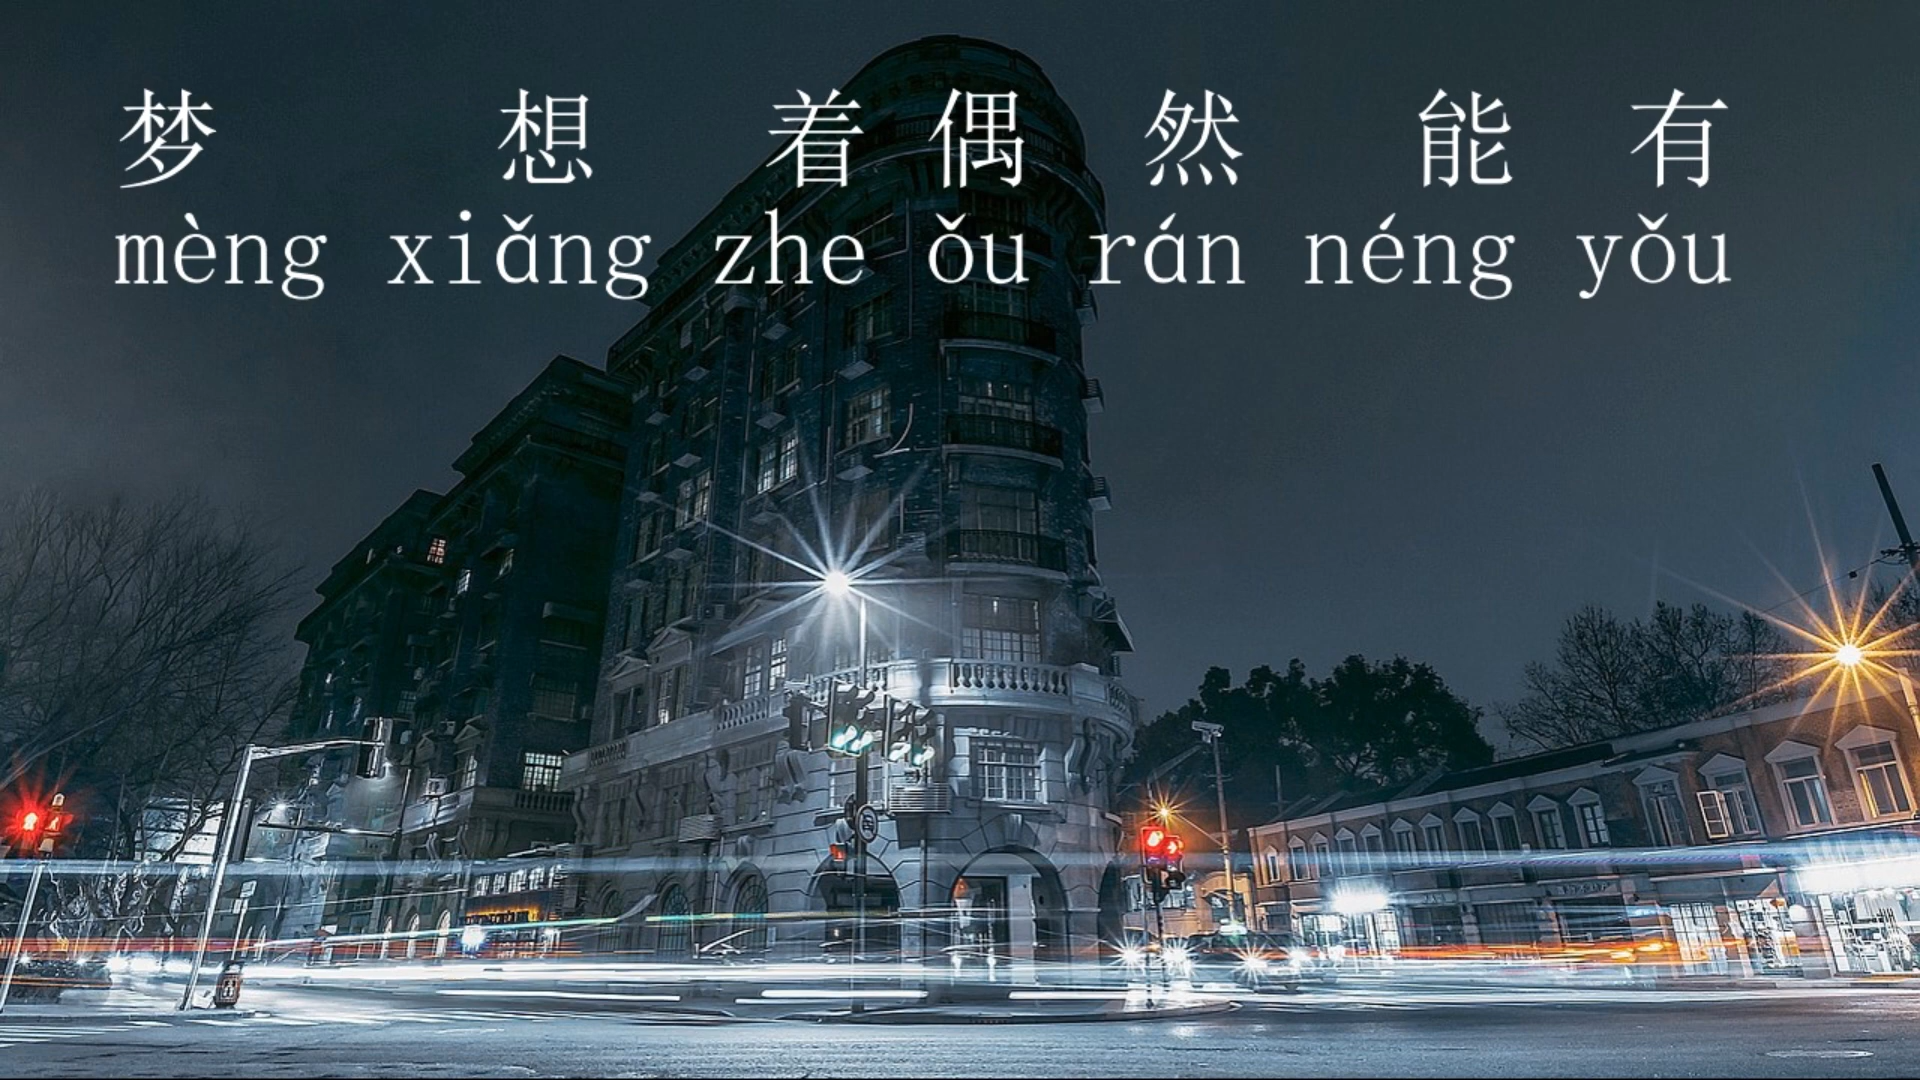 梦 想 着 偶 然 能 有
mèng xiǎng zhe ǒu rán néng yǒu